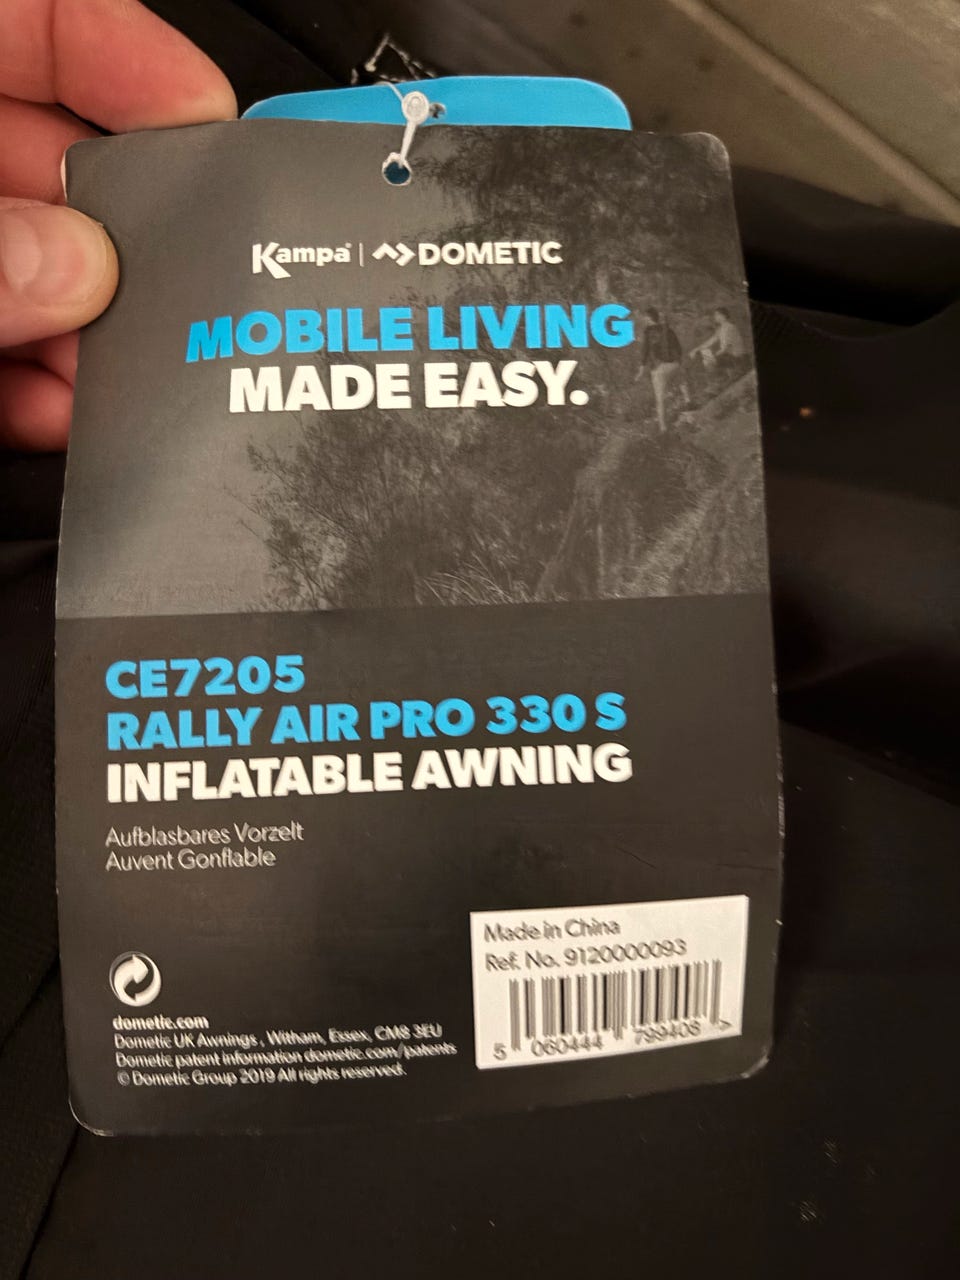 Kampa | DOMETIC
MOBILE LIVING
MADE EASY.
CE7205
RALLY AIR PRO 330 S
INFLATABLE AWNING
Aufblasbares Vorzelt
Auvent Gonflable
Made in China
Ref. No. 9120000093
5 060444 799408 >
dometic.com
Dometic UK Awnings , Witham, Essex, CM8 3EU
Dometic patent information dometic.com/patents
© Dometic Group 2019 All rights reserved.